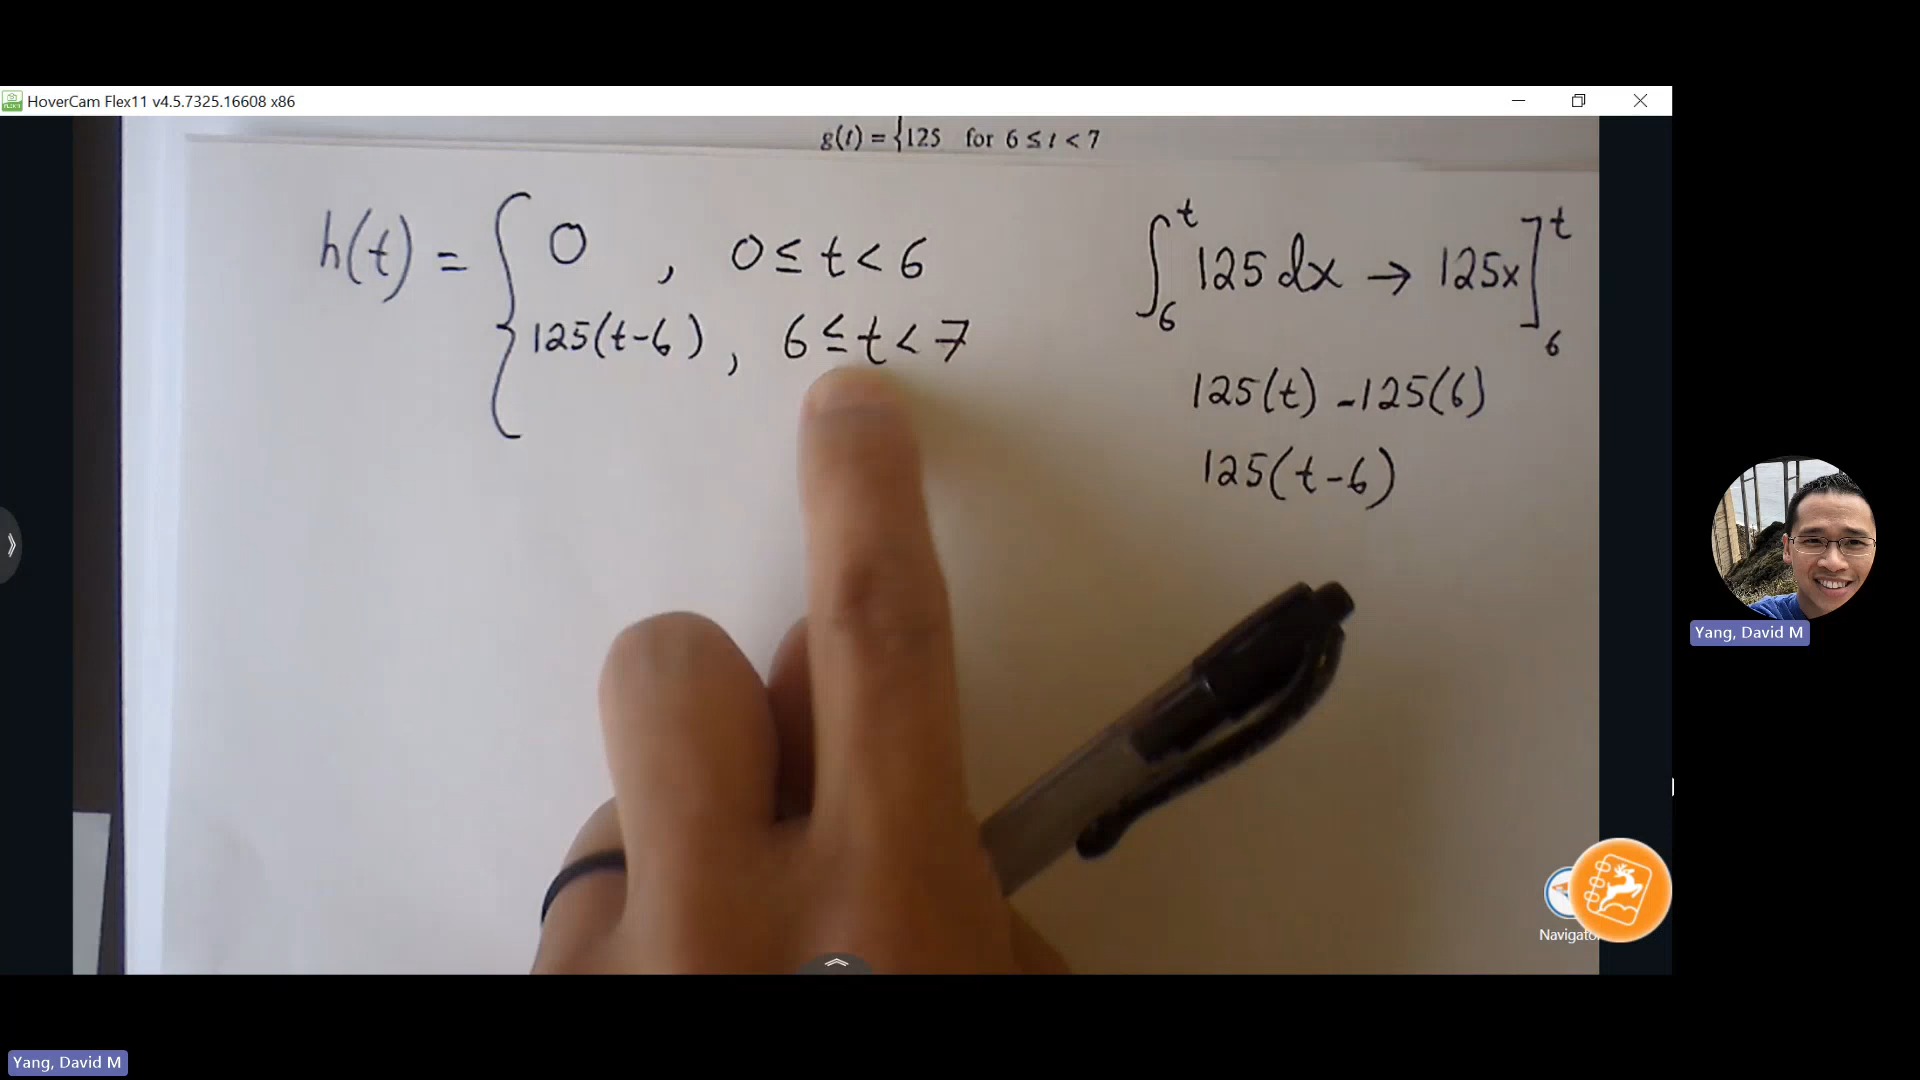 HoverCam Flex11 v4.5.7325.16608 x86
g(t) = {125 for 6 ≤ t < 7
h(t) = { 0 , 0 ≤ t < 6
125(t-6) , 6 ≤ t < 7
∫₆ᵗ 125 dx → 125x]₆ᵗ
125(t) - 125(6)
125(t-6)
Yang, David M
Navigato
Yang, David M